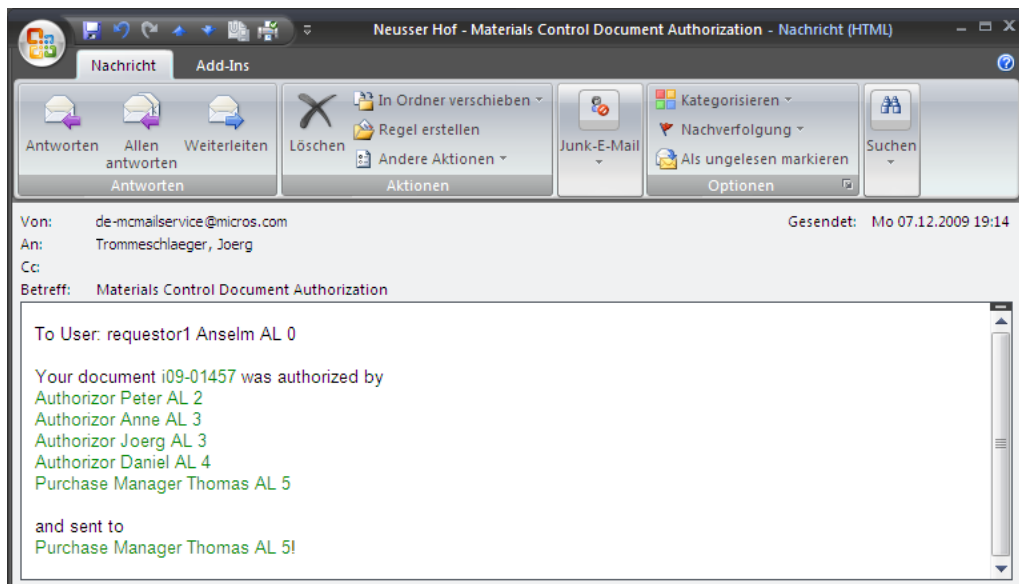 Neusser Hof - Materials Control Document Authorization - Nachricht (HTML)
Nachricht Add-Ins
Antworten
Allen antworten
Weiterleiten
Antworten
Löschen
In Ordner verschieben
Regel erstellen
Andere Aktionen
Aktionen
Junk-E-Mail
Kategorisieren
Nachverfolgung
Als ungelesen markieren
Optionen
Suchen
Von: de-mcmailservice@micros.com Gesendet: Mo 07.12.2009 19:14
An: Trommeschlaeger, Joerg
Cc:
Betreff: Materials Control Document Authorization
To User: requestor1 Anselm AL 0
Your document i09-01457 was authorized by
Authorizor Peter AL 2
Authorizor Anne AL 3
Authorizor Joerg AL 3
Authorizor Daniel AL 4
Purchase Manager Thomas AL 5
and sent to
Purchase Manager Thomas AL 5!